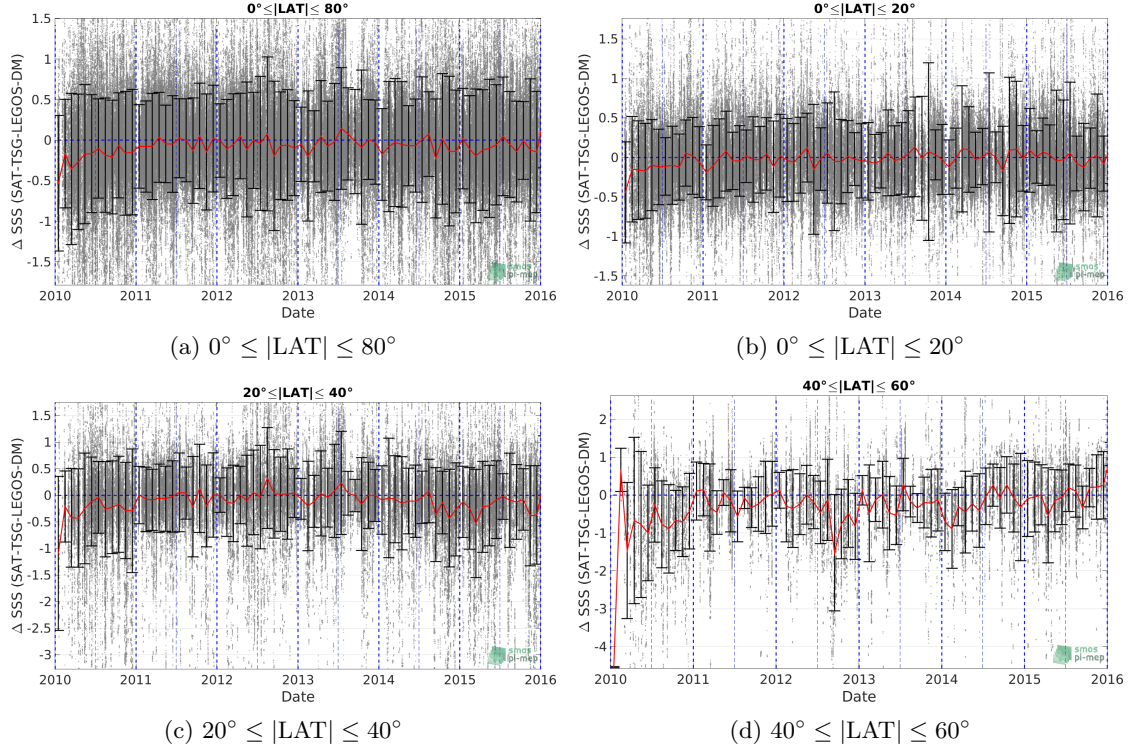 0°≤|LAT|≤ 80°
Δ SSS (SAT-TSG-LEGOS-DM)
1
0.5
0
-0.5
-1
-1.5
2010 2011 2012 2013 2014 2015 2016
Date
smos
pi-mep
(a) 0° ≤ |LAT| ≤ 80°
0°≤|LAT|≤ 20°
Δ SSS (SAT-TSG-LEGOS-DM)
1.5
1
0.5
0
-0.5
-1
-1.5
2010 2011 2012 2013 2014 2015 2016
Date
smos
pi-mep
(b) 0° ≤ |LAT| ≤ 20°
20°≤|LAT|≤ 40°
Δ SSS (SAT-TSG-LEGOS-DM)
1.5
1
0.5
0
-0.5
-1
-1.5
-2
-2.5
-3
2010 2011 2012 2013 2014 2015 2016
Date
smos
pi-mep
(c) 20° ≤ |LAT| ≤ 40°
40°≤|LAT|≤ 60°
Δ SSS (SAT-TSG-LEGOS-DM)
2
1
0
-1
-2
-3
-4
2010 2011 2012 2013 2014 2015 2016
Date
smos
pi-mep
(d) 40° ≤ |LAT| ≤ 60°